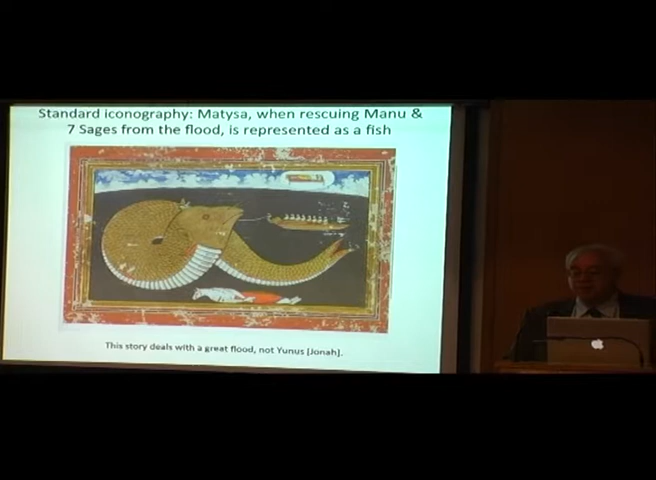 Standard iconography: Matysa, when rescuing Manu &
7 Sages from the flood, is represented as a fish
This story deals with a great flood, not Yunus [Jonah].